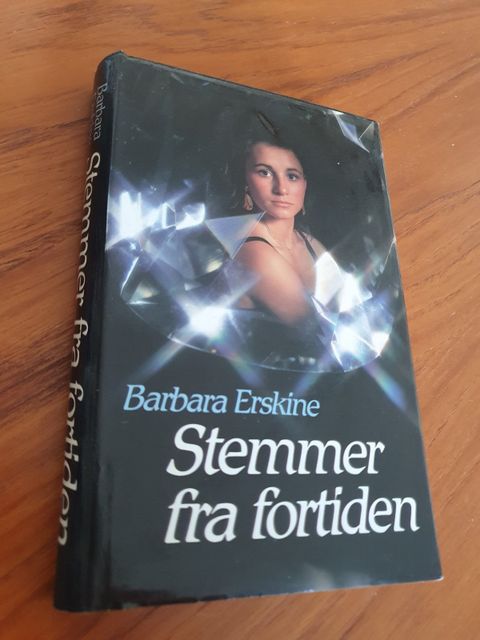 Barbara Erskine
Stemmer
fra fortiden
Barbara
Stemmer fra fortiden